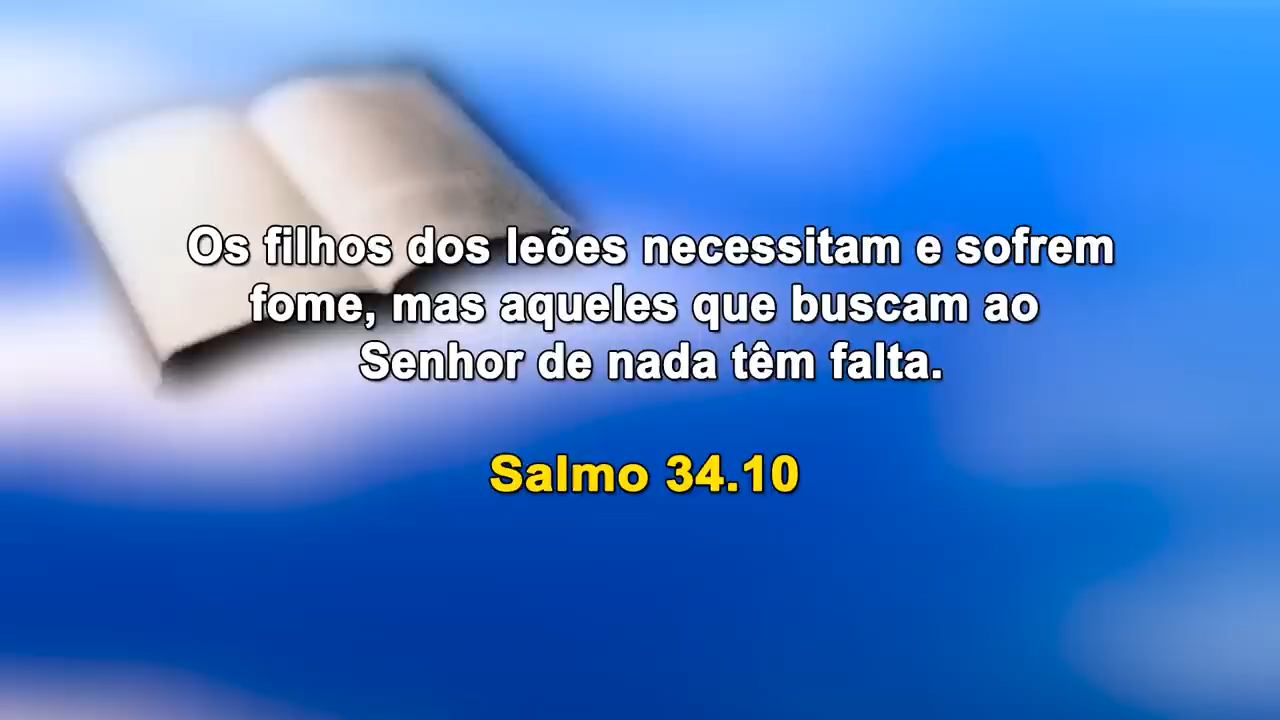 Os filhos dos leões necessitam e sofrem
fome, mas aqueles que buscam ao
Senhor de nada têm falta.
Salmo 34.10